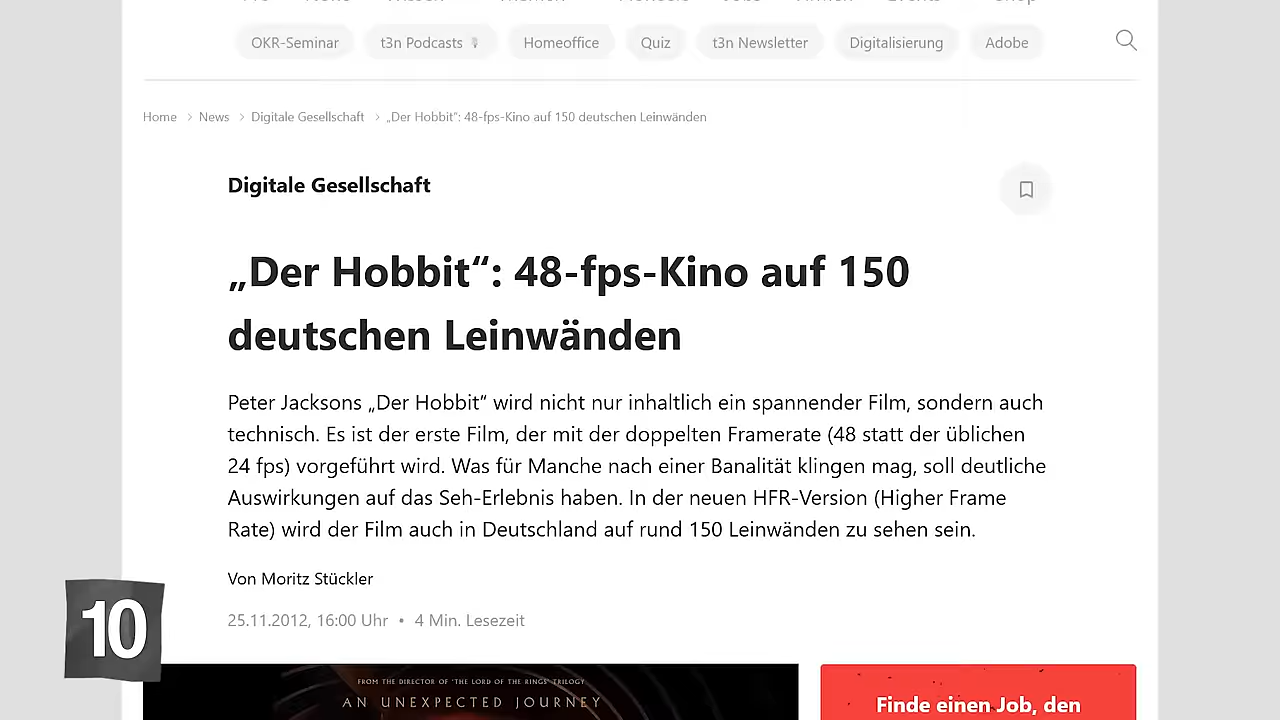 OKR-Seminar
t3n Podcasts
Homeoffice
Quiz
t3n Newsletter
Digitalisierung
Adobe
Home > News > Digitale Gesellschaft > „Der Hobbit“: 48-fps-Kino auf 150 deutschen Leinwänden
Digitale Gesellschaft
„Der Hobbit“: 48-fps-Kino auf 150
deutschen Leinwänden
Peter Jacksons „Der Hobbit“ wird nicht nur inhaltlich ein spannender Film, sondern auch
technisch. Es ist der erste Film, der mit der doppelten Framerate (48 statt der üblichen
24 fps) vorgeführt wird. Was für Manche nach einer Banalität klingen mag, soll deutliche
Auswirkungen auf das Seh-Erlebnis haben. In der neuen HFR-Version (Higher Frame
Rate) wird der Film auch in Deutschland auf rund 150 Leinwänden zu sehen sein.
Von Moritz Stückler
25.11.2012, 16:00 Uhr • 4 Min. Lesezeit
10
FROM THE DIRECTOR OF 'THE LORD OF THE RINGS' TRILOGY
AN UNEXPECTED JOURNEY
Finde einen Job, den